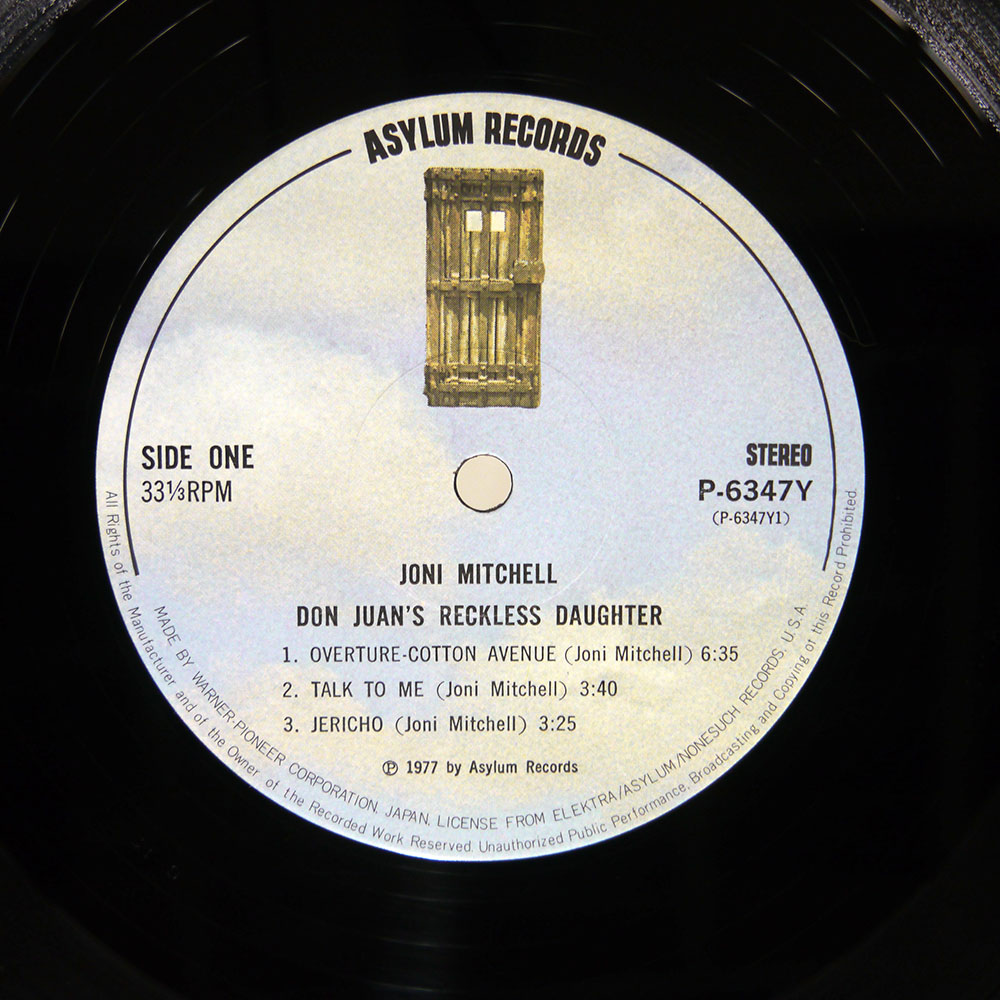 ASYLUM RECORDS
SIDE ONE
33⅓RPM
STEREO
P-6347Y
(P-6347Y1)
JONI MITCHELL
DON JUAN'S RECKLESS DAUGHTER
1. OVERTURE-COTTON AVENUE (Joni Mitchell) 6:35
2. TALK TO ME (Joni Mitchell) 3:40
3. JERICHO (Joni Mitchell) 3:25
℗ 1977 by Asylum Records
MADE BY WARNER-PIONEER CORPORATION, JAPAN. LICENSE FROM ELEKTRA/ASYLUM/NONESUCH RECORDS, U.S.A.
All Rights of the Manufacturer and of the Owner of the Recorded Work Reserved. Unauthorized Public Performance, Broadcasting and Copying of this Record Prohibited.